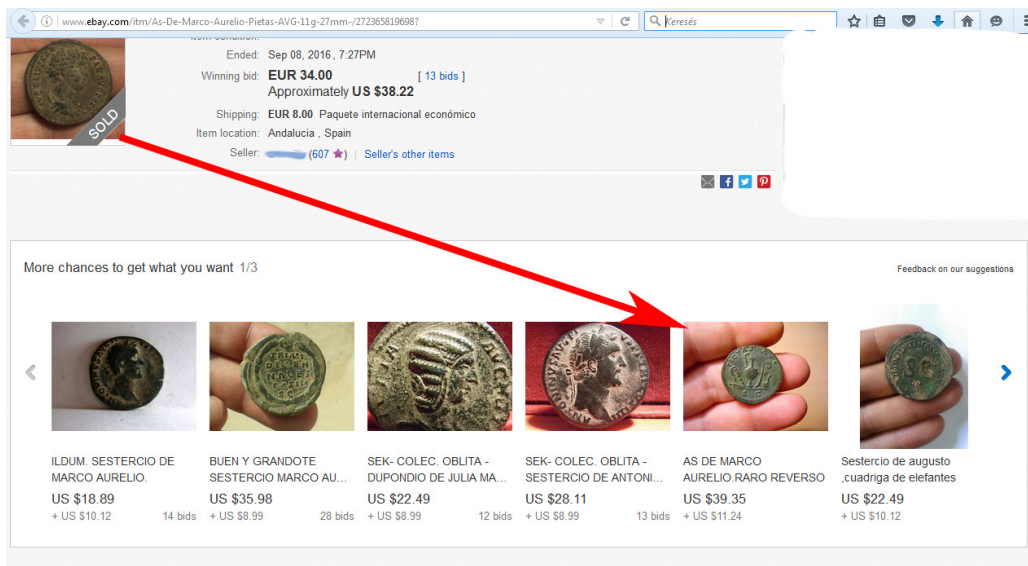 www.ebay.com/itm/As-De-Marco-Aurelio-Pietas-AVG-11g-27mm-/272365819698?
Keresés
Item condition:
Ended: Sep 08, 2016, 7:27PM
Winning bid: EUR 34.00 [ 13 bids ]
Approximately US $38.22
Shipping: EUR 8.00 Paquete internacional económico
Item location: Andalucia , Spain
Seller: (607 ★) | Seller's other items
SOLD
More chances to get what you want 1/3
Feedback on our suggestions
ILDUM. SESTERCIO DE MARCO AURELIO.
US $18.89
+ US $10.12 14 bids
BUEN Y GRANDOTE SESTERCIO MARCO AU...
US $35.98
+ US $8.99 28 bids
SEK- COLEC. OBLITA - DUPONDIO DE JULIA MA...
US $22.49
+ US $8.99 12 bids
SEK- COLEC. OBLITA - SESTERCIO DE ANTONI...
US $28.11
+ US $8.99 13 bids
AS DE MARCO AURELIO.RARO REVERSO
US $39.35
+ US $11.24
Sestercio de augusto ,cuadriga de elefantes
US $22.49
+ US $10.12